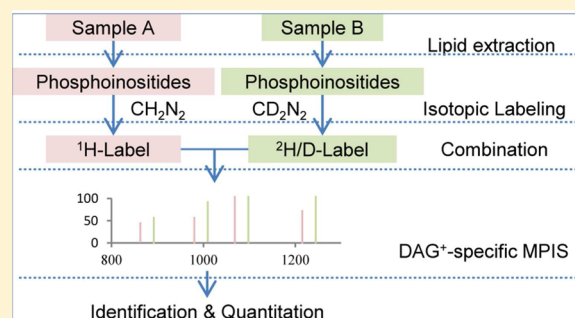 Sample A Sample B
Lipid extraction
Phosphoinositides Phosphoinositides
CH2N2 CD2N2 Isotopic Labeling
¹H-Label ²H/D-Label Combination
100
50
0
800 1000 1200
DAG⁺-specific MPIS
Identification & Quantitation